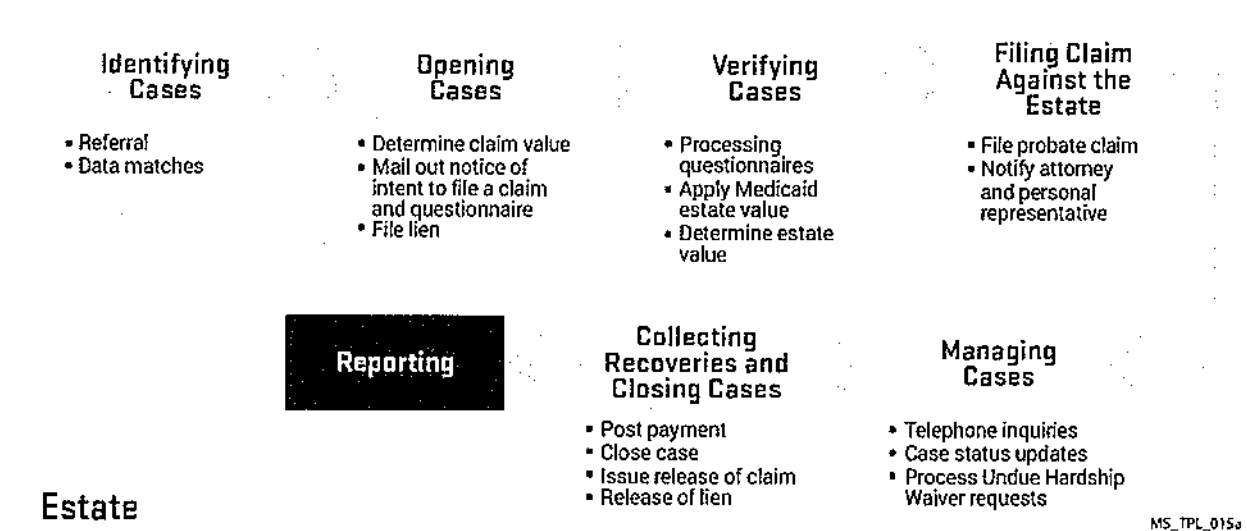 Identifying
Cases
• Referral
• Data matches
Opening
Cases
• Determine claim value
• Mail out notice of
intent to file a claim
and questionnaire
• File lien
Verifying
Cases
• Processing
questionnaires
• Apply Medicaid
estate value
• Determine estate
value
Filing Claim
Against the
Estate
• File probate claim
• Notify attorney
and personal
representative
Managing
Cases
• Telephone inquiries
• Case status updates
• Process Undue Hardship
Waiver requests
Collecting
Recoveries and
Closing Cases
• Post payment
• Close case
• Issue release of claim
• Release of lien
Reporting
Estate
MS_TPL_015a